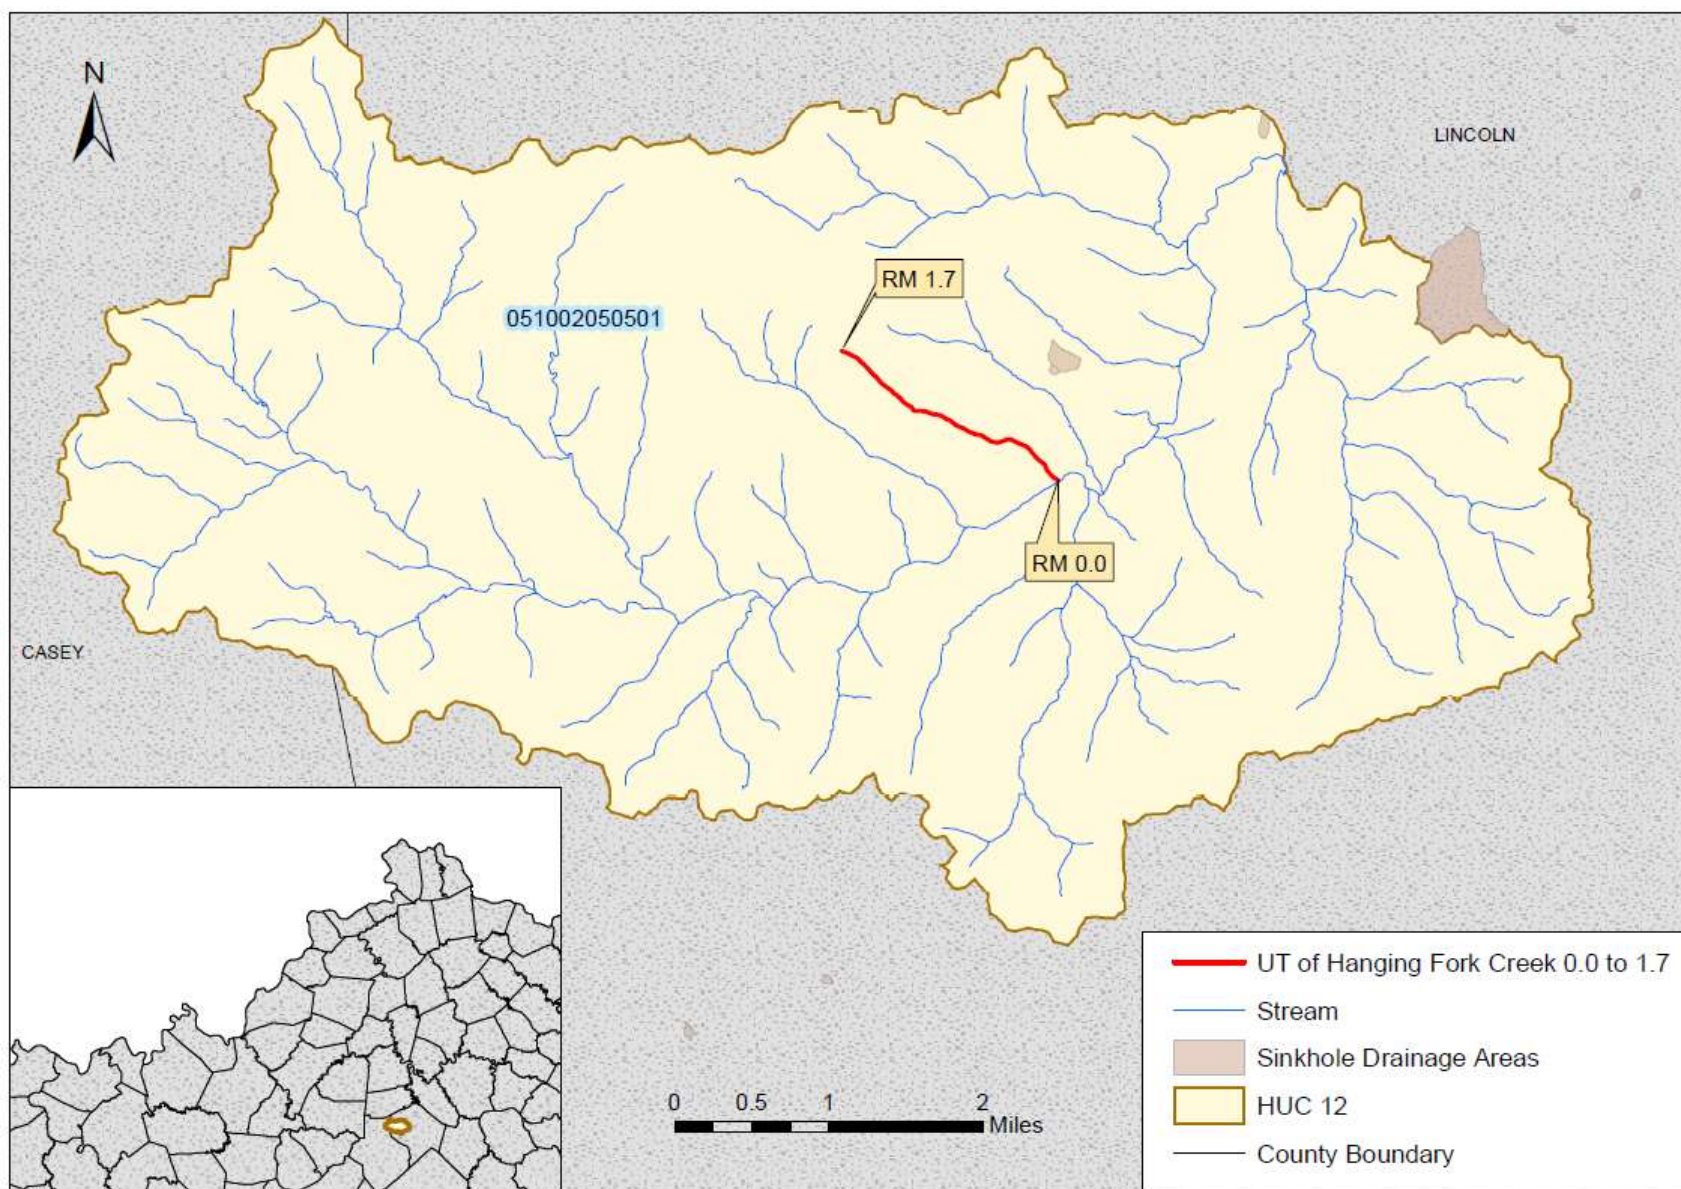 N
LINCOLN
RM 1.7
051002050501
RM 0.0
CASEY
UT of Hanging Fork Creek 0.0 to 1.7
Stream
Sinkhole Drainage Areas
HUC 12
County Boundary
0 0.5 1 2
Miles